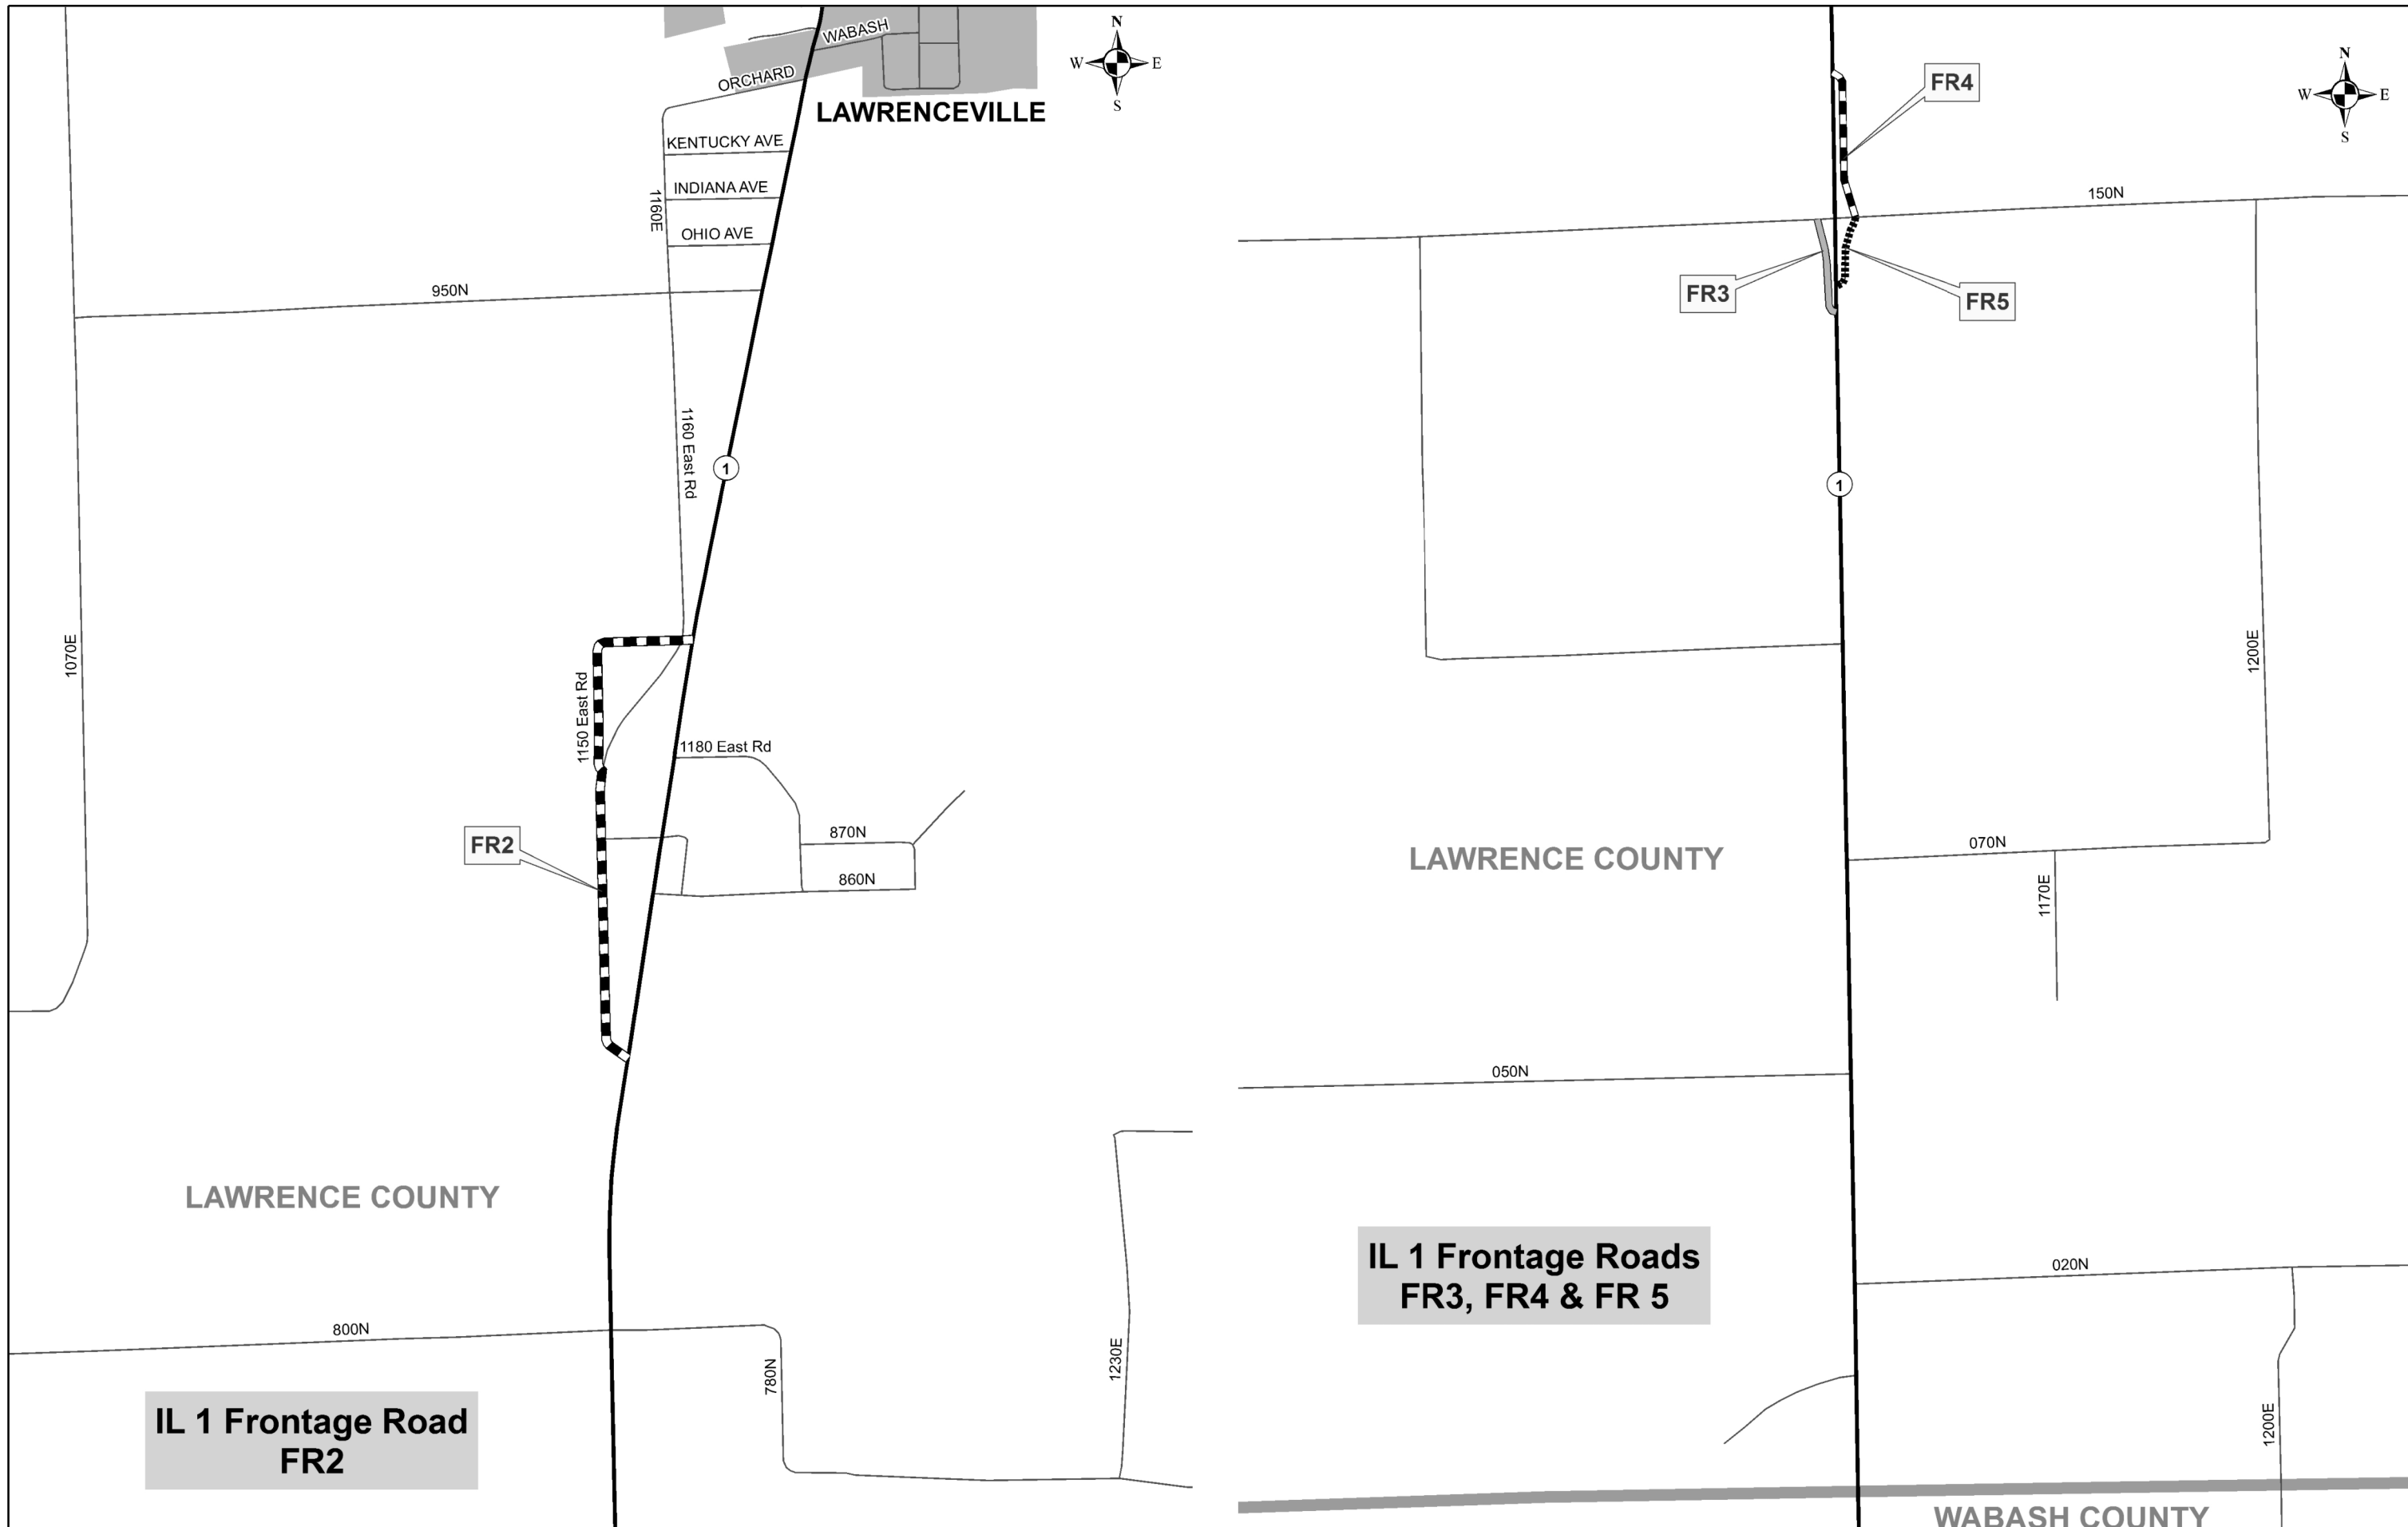 WABASH
ORCHARD
LAWRENCEVILLE
N
W E
S
KENTUCKY AVE
INDIANA AVE
1160E
OHIO AVE
950N
1160 East Rd
1
1070E
1150 East Rd
1180 East Rd
FR2
870N
860N
LAWRENCE COUNTY
800N
780N
1230E
IL 1 Frontage Road
FR2
N
W E
S
FR4
150N
FR3
FR5
1
1200E
070N
LAWRENCE COUNTY
1170E
050N
IL 1 Frontage Roads
FR3, FR4 & FR 5
020N
1200E
WABASH COUNTY